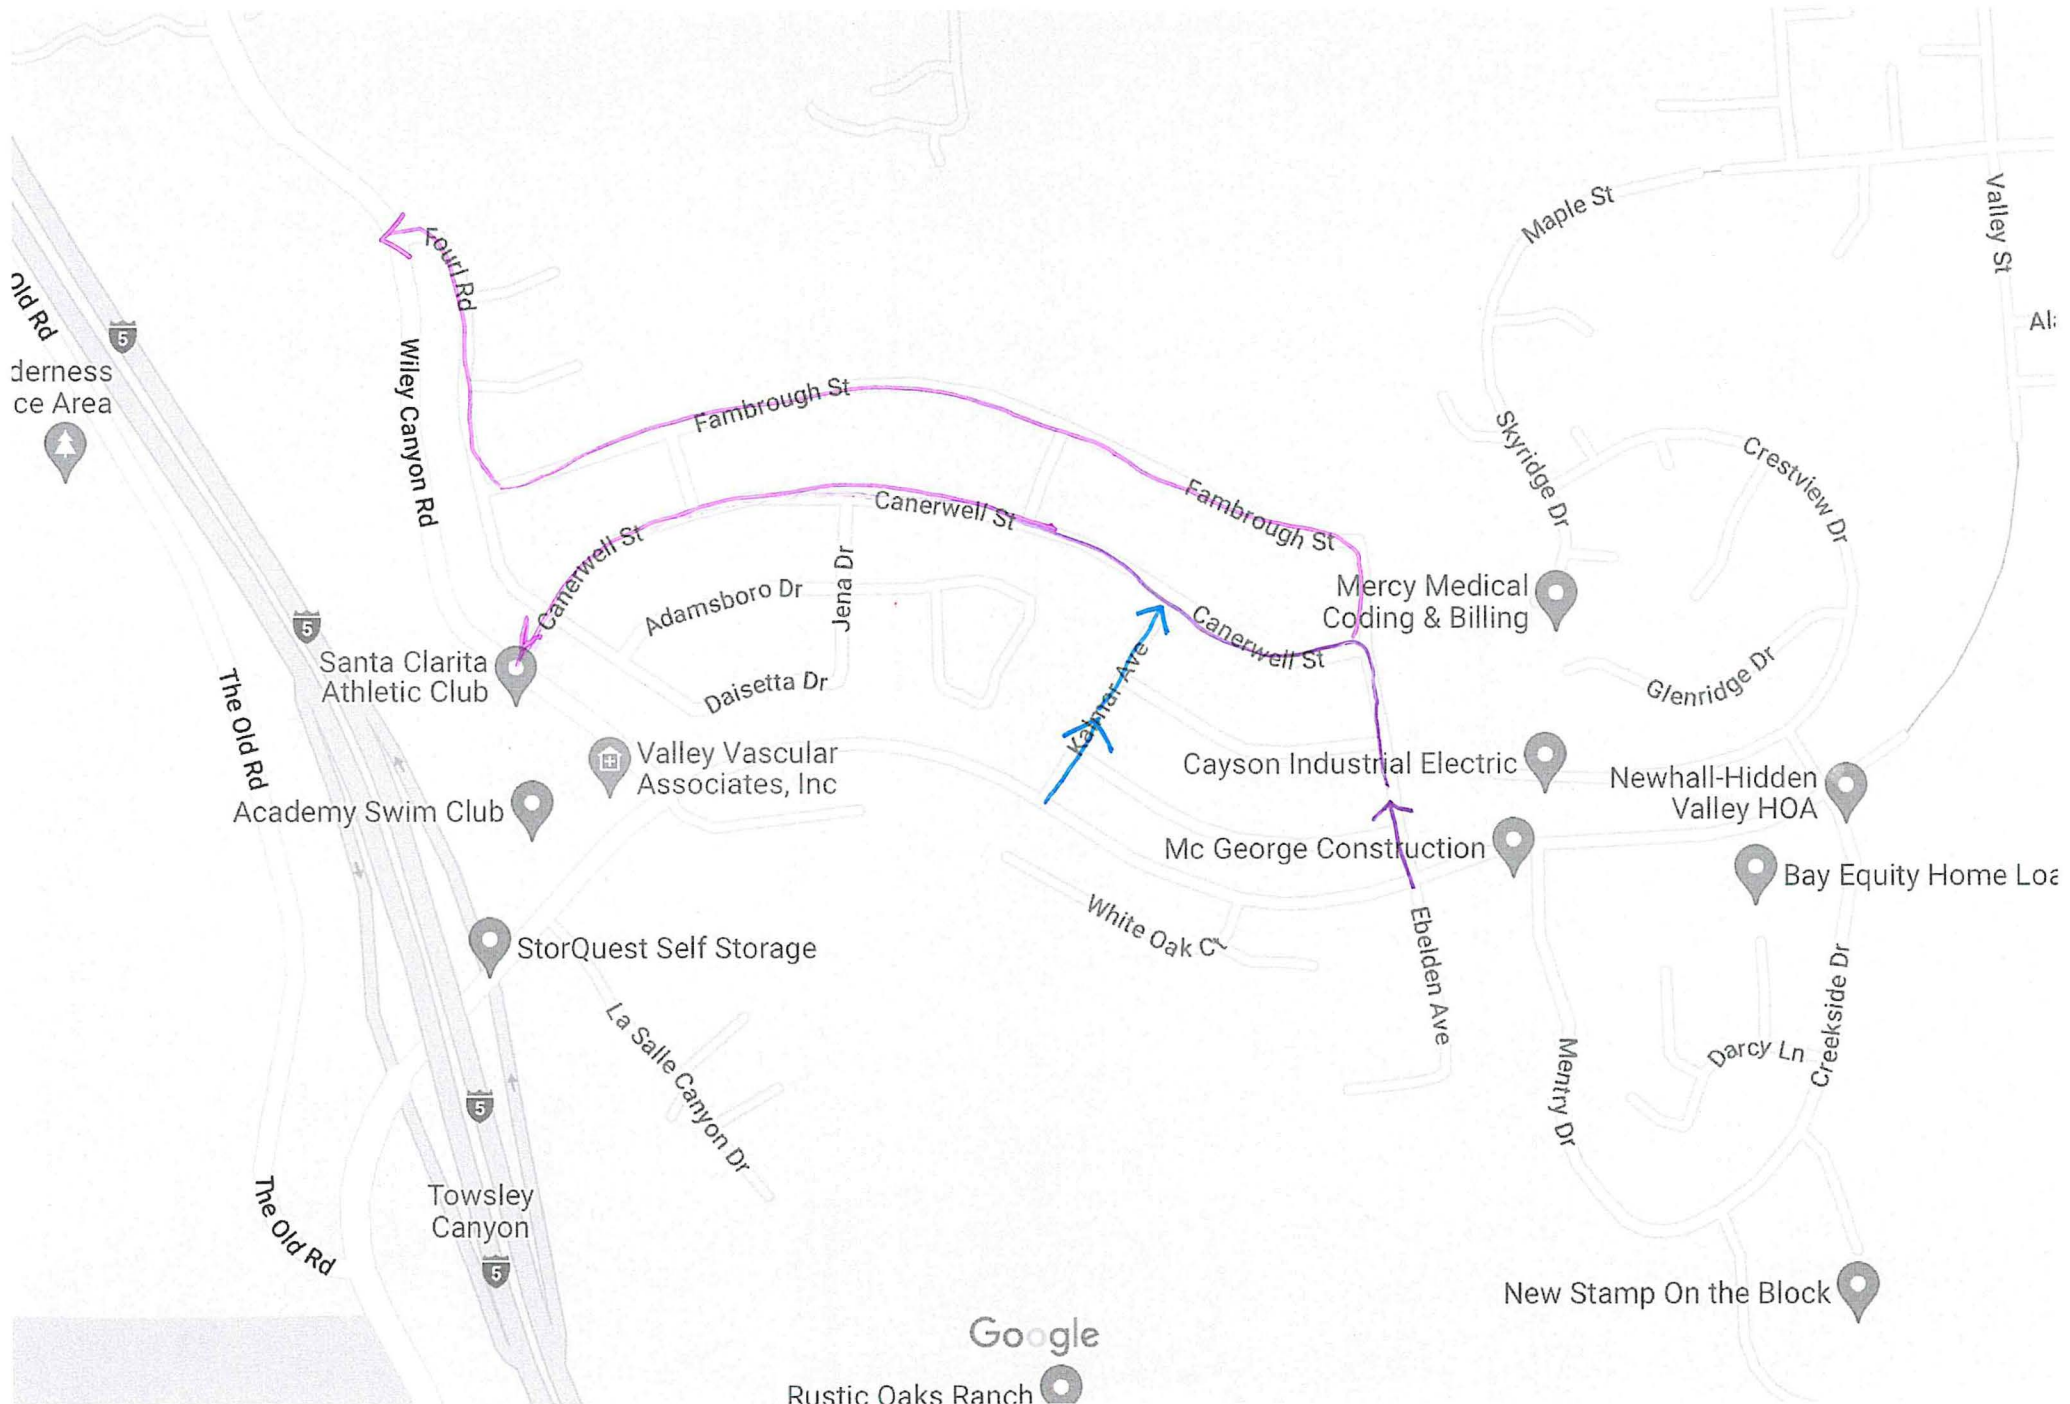 Maple St
Valley St
Fourl Rd
Old Rd
5
derness
ce Area
Wiley Canyon Rd
Fambrough St
Skyridge Dr
Crestview Dr
Canerwell St
Fambrough St
Canerwell St
Adamsboro Dr
Jena Dr
Mercy Medical
Coding & Billing
Canerwell St
5
Santa Clarita
Athletic Club
Daisetta Dr
Kalmar Ave
Glenridge Dr
The Old Rd
Valley Vascular
Associates, Inc
Cayson Industrial Electric
Newhall-Hidden
Valley HOA
Academy Swim Club
Mc George Construction
Bay Equity Home Loa
White Oak C
Ebelden Ave
StorQuest Self Storage
La Salle Canyon Dr
Creekside Dr
Darcy Ln
Mentry Dr
5
The Old Rd
Towsley
Canyon
5
New Stamp On the Block
Google
Rustic Oaks Ranch